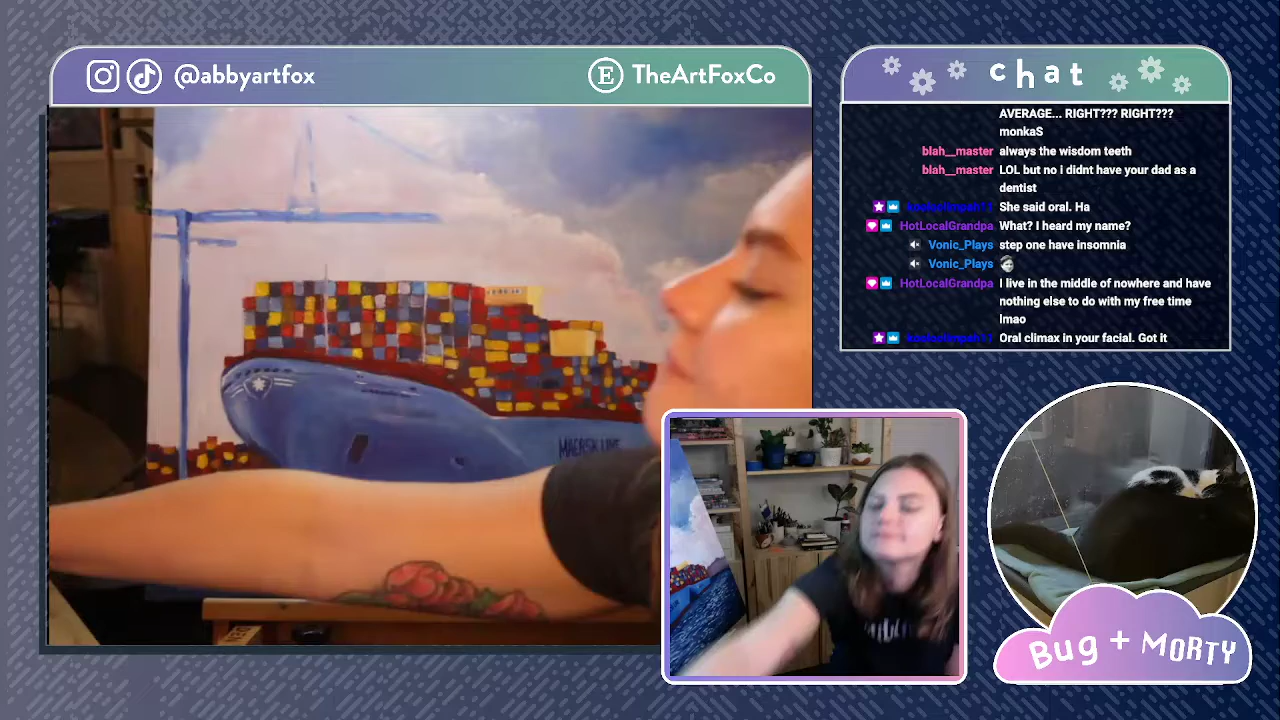 @abbyartfox
TheArtFoxCo
chat
AVERAGE... RIGHT??? RIGHT???
monkaS
blah__master always the wisdom teeth
blah__master LOL but no I didnt have your dad as a
dentist
She said oral. Ha
HotLocalGrandpa What? I heard my name?
Vonic_Plays step one have insomnia
Vonic_Plays
HotLocalGrandpa I live in the middle of nowhere and have
nothing else to do with my free time
lmao
Oral climax in your facial. Got it
MAERSK LINE
Bug + MORTY